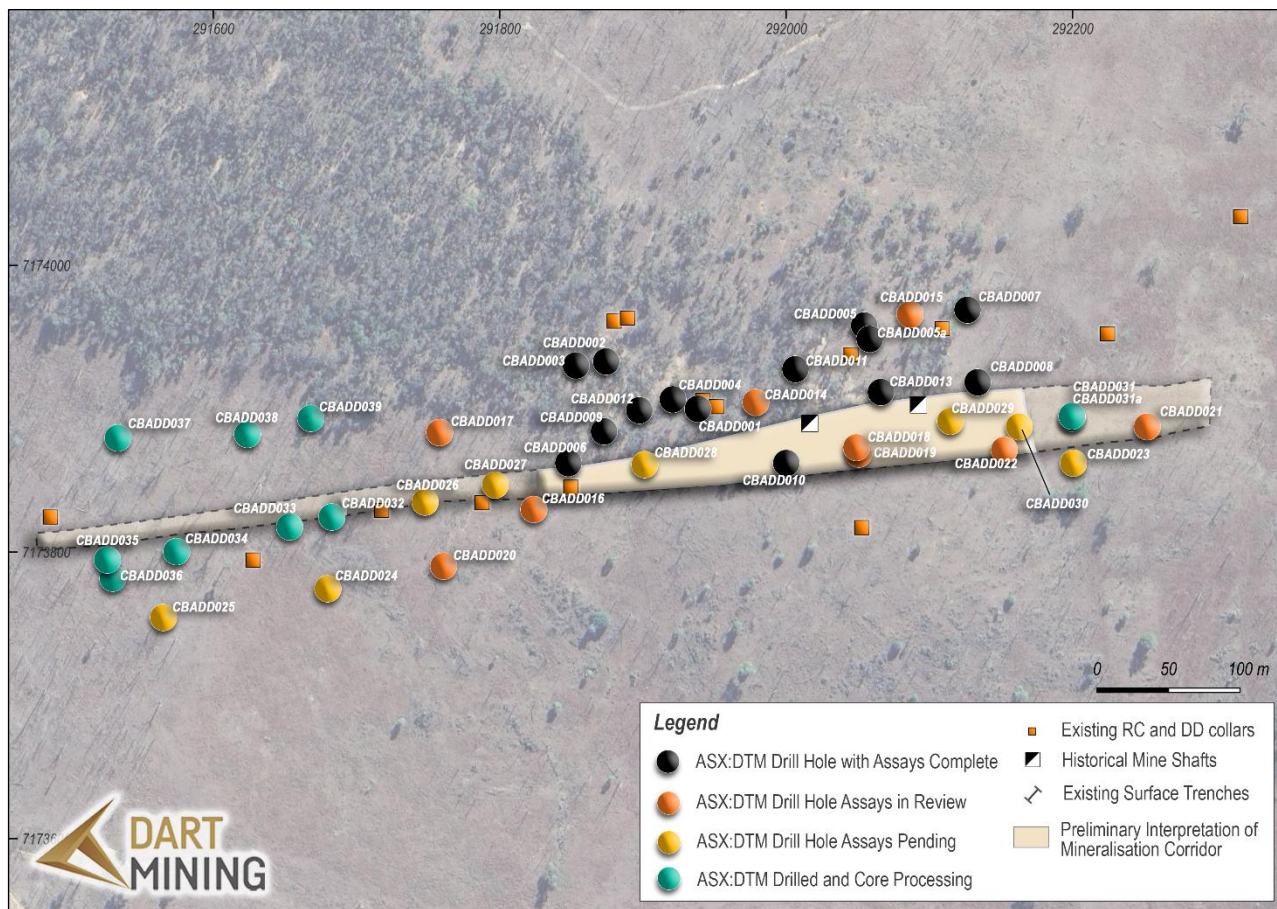 291600
291800
292000
292200
7174000
CBADD007
CBADD015
CBADD005
CBADD005a
CBADD002
CBADD003
CBADD011
CBADD008
CBADD004
CBADD013
CBADD012
CBADD014
CBADD001
CBADD009
CBADD039
CBADD038
CBADD037
CBADD017
CBADD029
CBADD031
CBADD031a
CBADD021
CBADD006
CBADD028
CBADD018
CBADD019
CBADD010
CBADD022
CBADD023
CBADD027
CBADD026
CBADD030
CBADD016
CBADD032
CBADD033
CBADD034
CBADD035
7173800
CBADD036
CBADD020
CBADD024
CBADD025
0 50 100 m
Legend
ASX:DTM Drill Hole with Assays Complete
ASX:DTM Drill Hole Assays in Review
ASX:DTM Drill Hole Assays Pending
ASX:DTM Drilled and Core Processing
Existing RC and DD collars
Historical Mine Shafts
Existing Surface Trenches
Preliminary Interpretation of
Mineralisation Corridor
DART
MINING